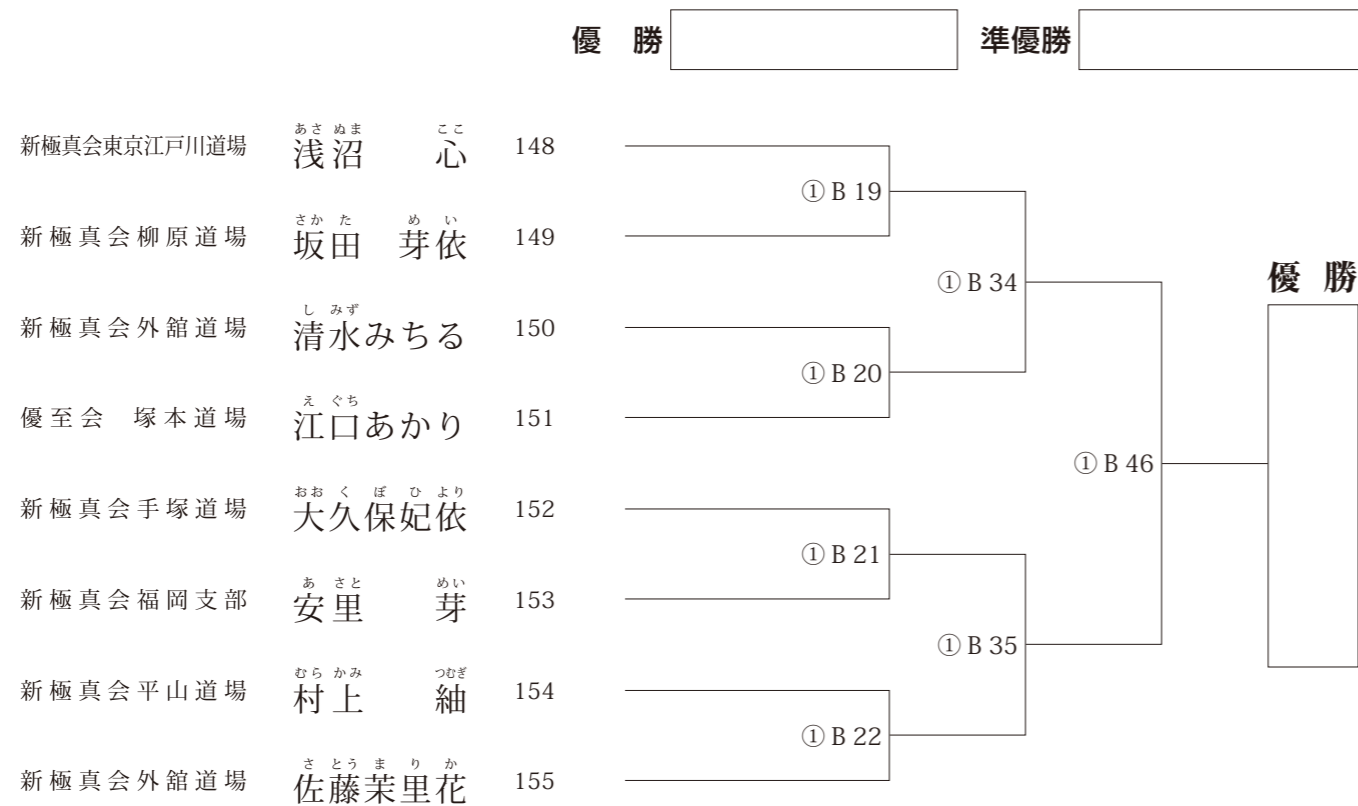 優　勝　準優勝
あさ ぬま　ここ
新極真会東京江戸川道場　浅沼　心　148
① B 19
さか た　め い
新極真会柳原道場　坂田　芽依　149
① B 34
優 勝
し みず
新極真会外舘道場　清水みちる　150
① B 20
え ぐち
優至会　塚本道場　江口あかり　151
① B 46
おお く ぼ ひ より
新極真会手塚道場　大久保妃依　152
① B 21
あ さと　めい
新極真会福岡支部　安里　芽　153
① B 35
むら かみ　つむぎ
新極真会平山道場　村上　紬　154
① B 22
さ とう ま り か
新極真会外舘道場　佐藤茉里花　155